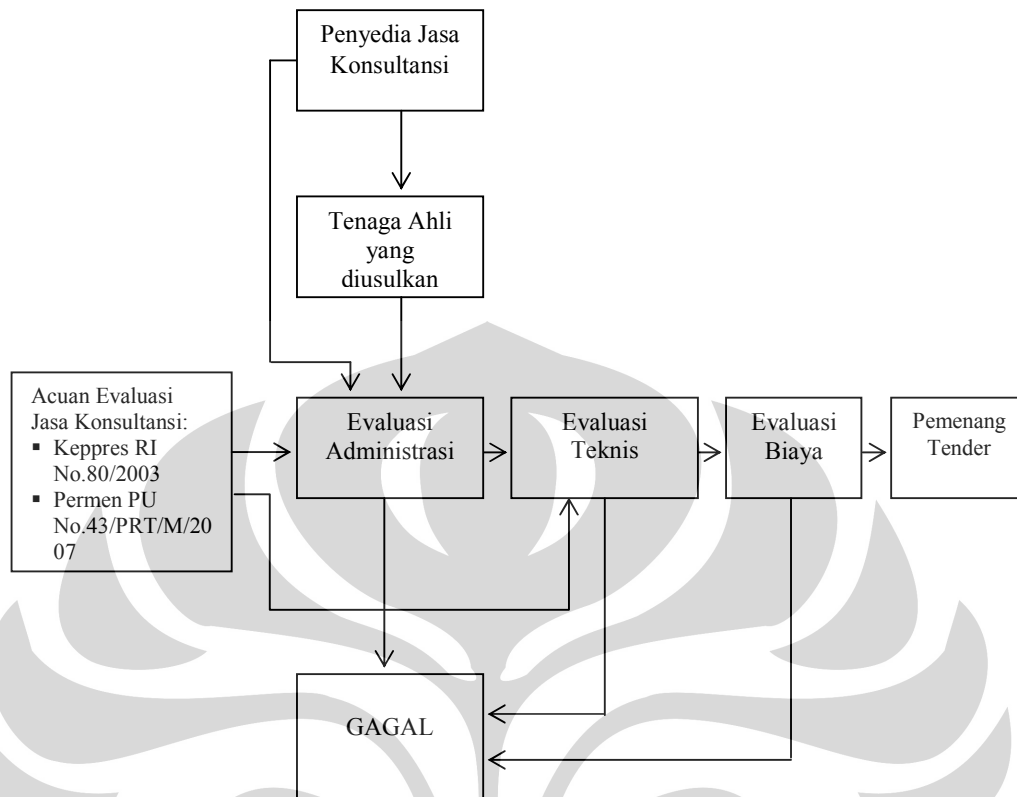 Penyedia Jasa
Konsultansi
Tenaga Ahli
yang
diusulkan
Acuan Evaluasi
Jasa Konsultansi:
▪ Keppres RI
No.80/2003
▪ Permen PU
No.43/PRT/M/20
07
Evaluasi
Administrasi
Evaluasi
Teknis
Evaluasi
Biaya
Pemenang
Tender
GAGAL